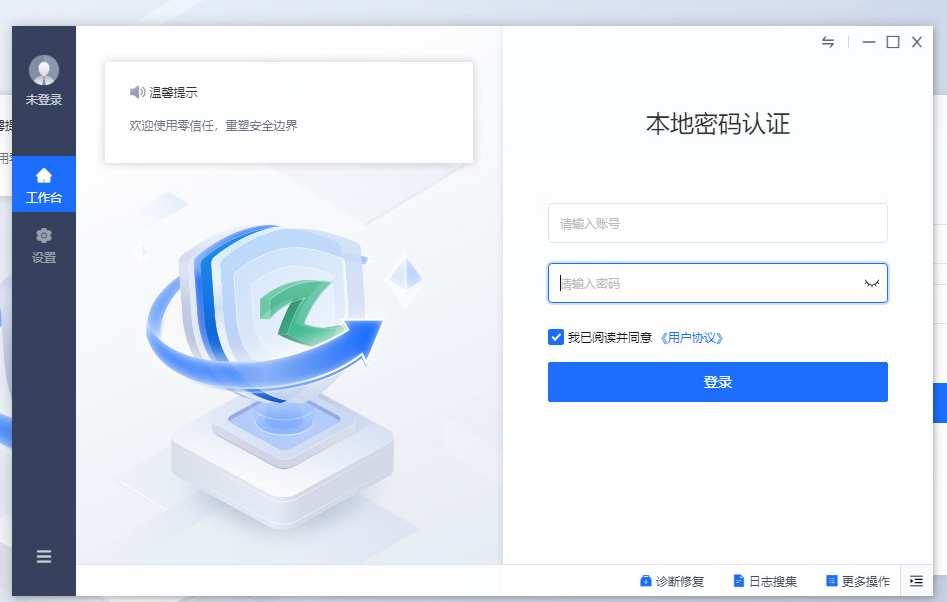 未登录
工作台
设置
温馨提示
欢迎使用零信任，重塑安全边界
本地密码认证
请输入账号
请输入密码
我已阅读并同意 《用户协议》
登录
诊断修复
日志搜集
更多操作